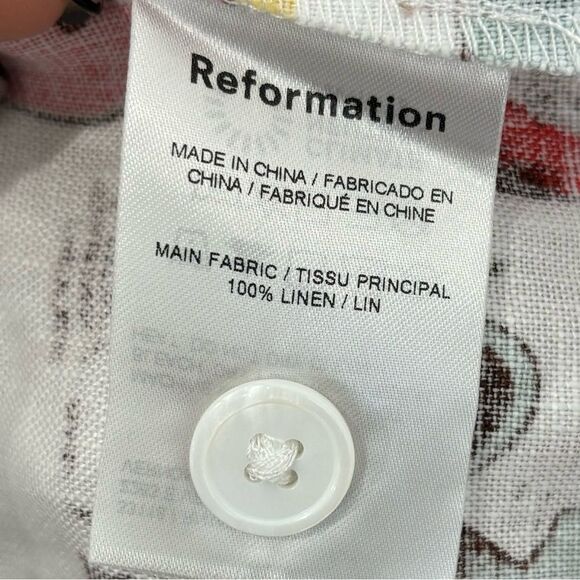 Reformation
MADE IN CHINA / FABRICADO EN
CHINA / FABRIQUÉ EN CHINE
MAIN FABRIC / TISSU PRINCIPAL
100% LINEN / LIN